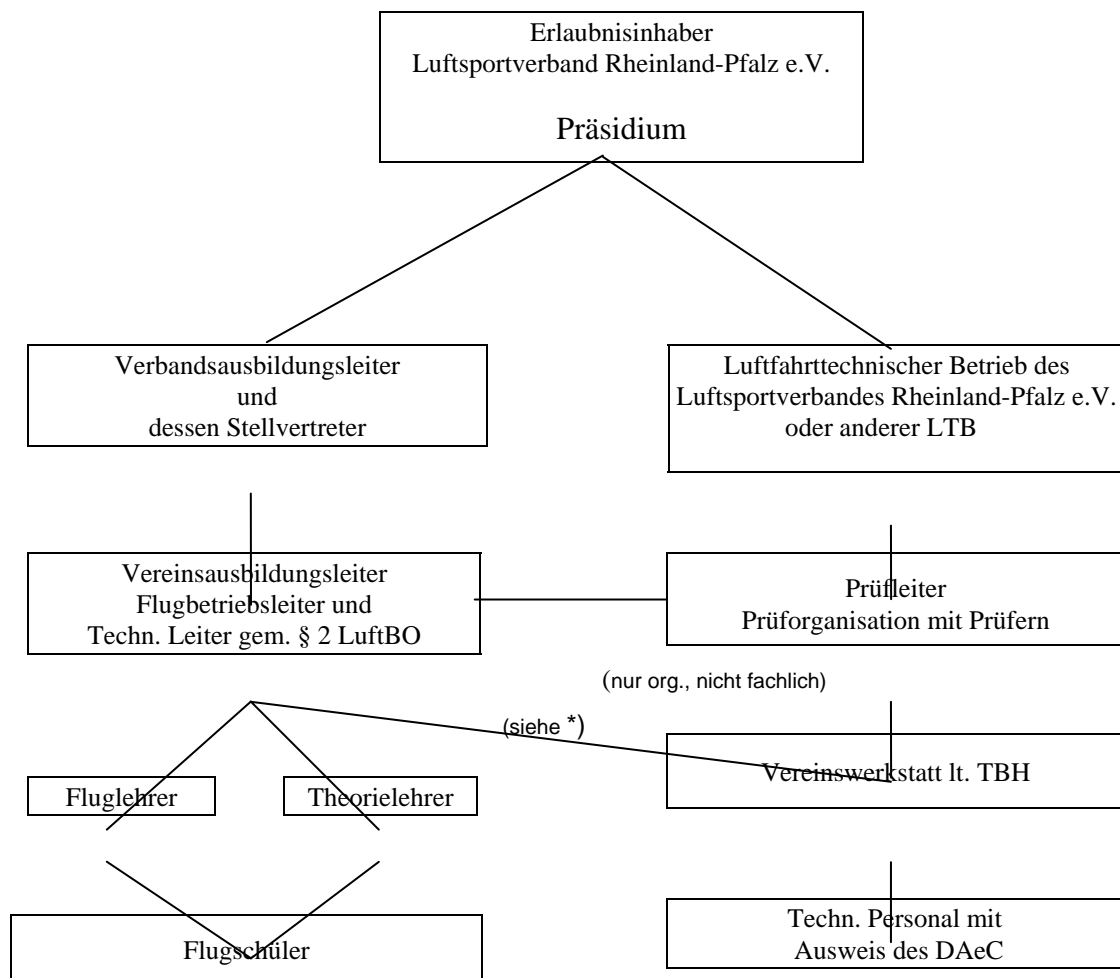 Erlaubnisinhaber
Luftsportverband Rheinland-Pfalz e.V.
Präsidium
Verbandsausbildungsleiter
und
dessen Stellvertreter
Luftfahrttechnischer Betrieb des
Luftsportverbandes Rheinland-Pfalz e.V.
oder anderer LTB
Vereinsausbildungsleiter
Flugbetriebsleiter und
Techn. Leiter gem. § 2 LuftBO
Prüfleiter
Prüforganisation mit Prüfern
(nur org., nicht fachlich)
(siehe *)
Vereinswerkstatt lt. TBH
Fluglehrer
Theorielehrer
Flugschüler
Techn. Personal mit
Ausweis des DAeC